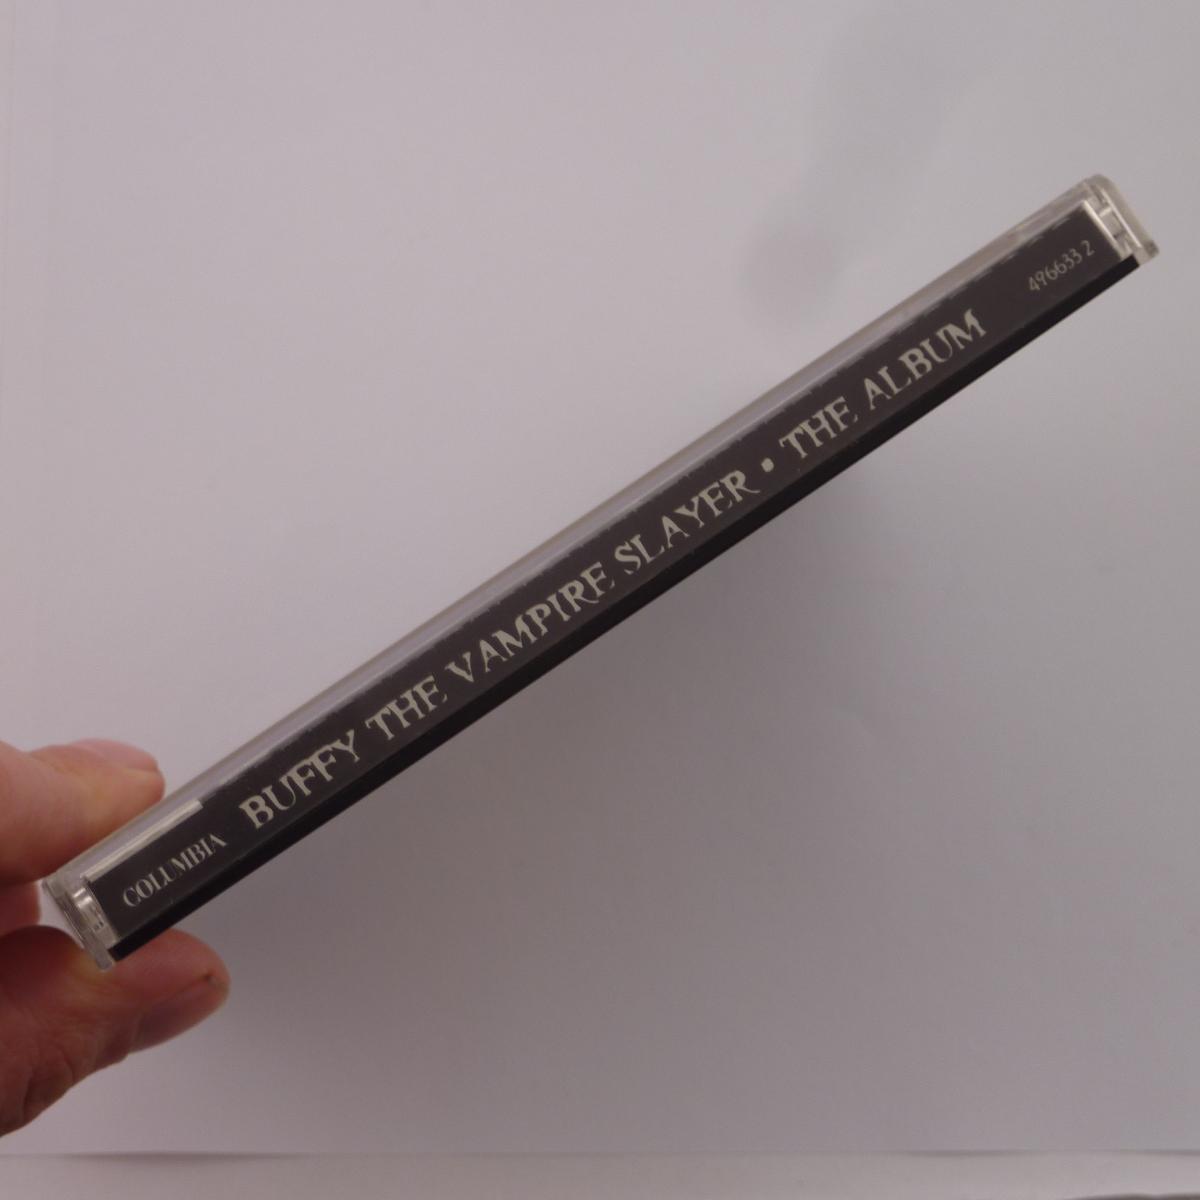 COLUMBIA BUFFY THE VAMPIRE SLAYER • THE ALBUM 496633 2